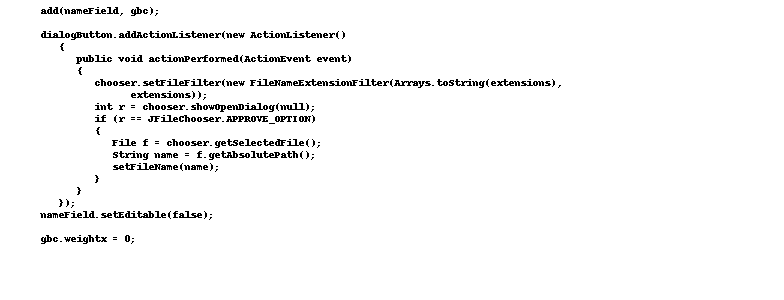 add(nameField, gbc);
dialogButton.addActionListener(new ActionListener()
{
public void actionPerformed(ActionEvent event)
{
chooser.setFileFilter(new FileNameExtensionFilter(Arrays.toString(extensions),
extensions));
int r = chooser.showOpenDialog(null);
if (r == JFileChooser.APPROVE_OPTION)
{
File f = chooser.getSelectedFile();
String name = f.getAbsolutePath();
setFileName(name);
}
}
});
nameField.setEditable(false);
gbc.weightx = 0;